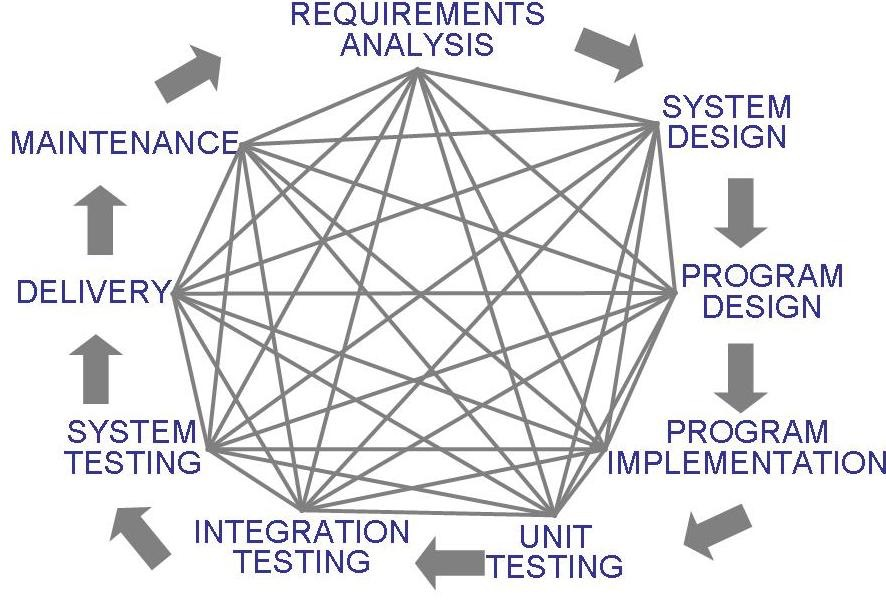 REQUIREMENTS
ANALYSIS
SYSTEM
DESIGN
MAINTENANCE
PROGRAM
DESIGN
DELIVERY
PROGRAM
IMPLEMENTATION
SYSTEM
TESTING
UNIT
TESTING
INTEGRATION
TESTING